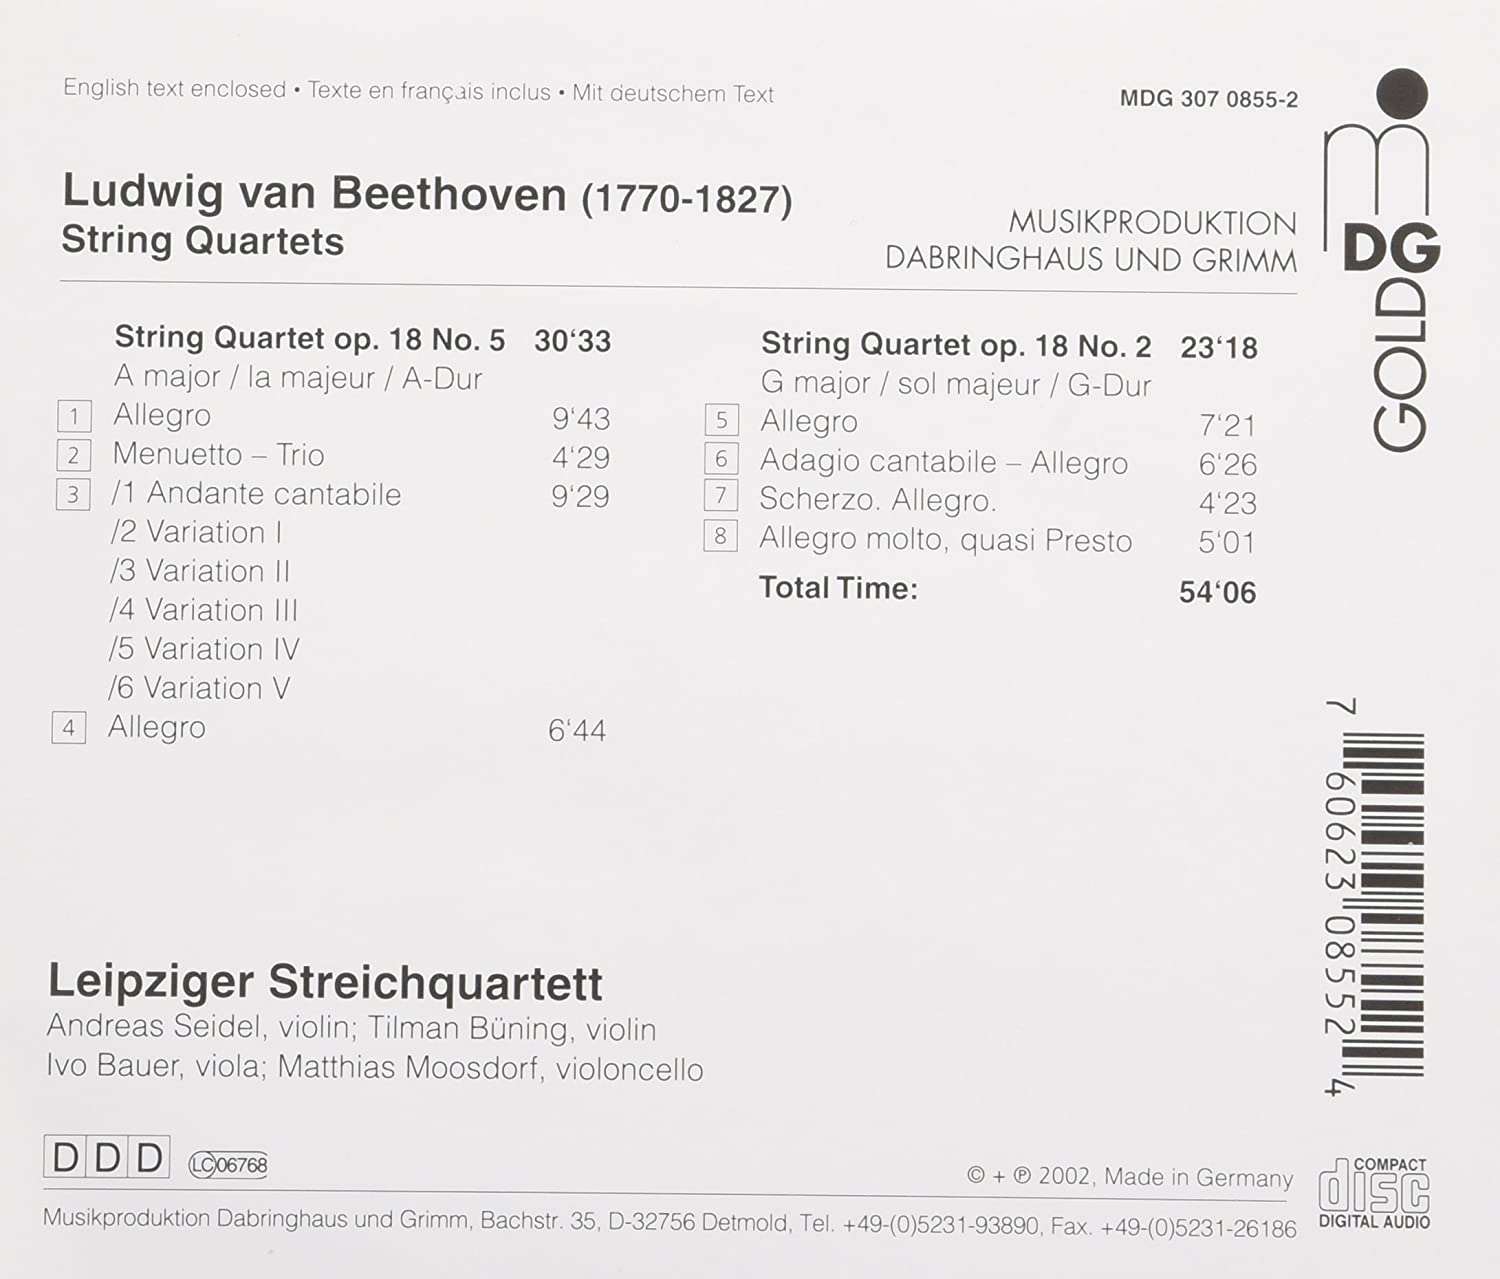 English text enclosed • Texte en français inclus • Mit deutschem Text
MDG 307 0855-2
Ludwig van Beethoven (1770-1827)
String Quartets
MUSIKPRODUKTION
DABRINGHAUS UND GRIMM
m
DG
GOLD
String Quartet op. 18 No. 5 30‘33
A major / la majeur / A-Dur
1 Allegro 9‘43
2 Menuetto – Trio 4‘29
3 /1 Andante cantabile 9‘29
/2 Variation I
/3 Variation II
/4 Variation III
/5 Variation IV
/6 Variation V
4 Allegro 6‘44
String Quartet op. 18 No. 2 23‘18
G major / sol majeur / G-Dur
5 Allegro 7‘21
6 Adagio cantabile – Allegro 6‘26
7 Scherzo. Allegro. 4‘23
8 Allegro molto, quasi Presto 5‘01
Total Time: 54‘06
7 60623 08552 4
Leipziger Streichquartett
Andreas Seidel, violin; Tilman Büning, violin
Ivo Bauer, viola; Matthias Moosdorf, violoncello
DDD LC 06768
© + ℗ 2002, Made in Germany
COMPACT
disc
DIGITAL AUDIO
Musikproduktion Dabringhaus und Grimm, Bachstr. 35, D-32756 Detmold, Tel. +49-(0)5231-93890, Fax. +49-(0)5231-26186